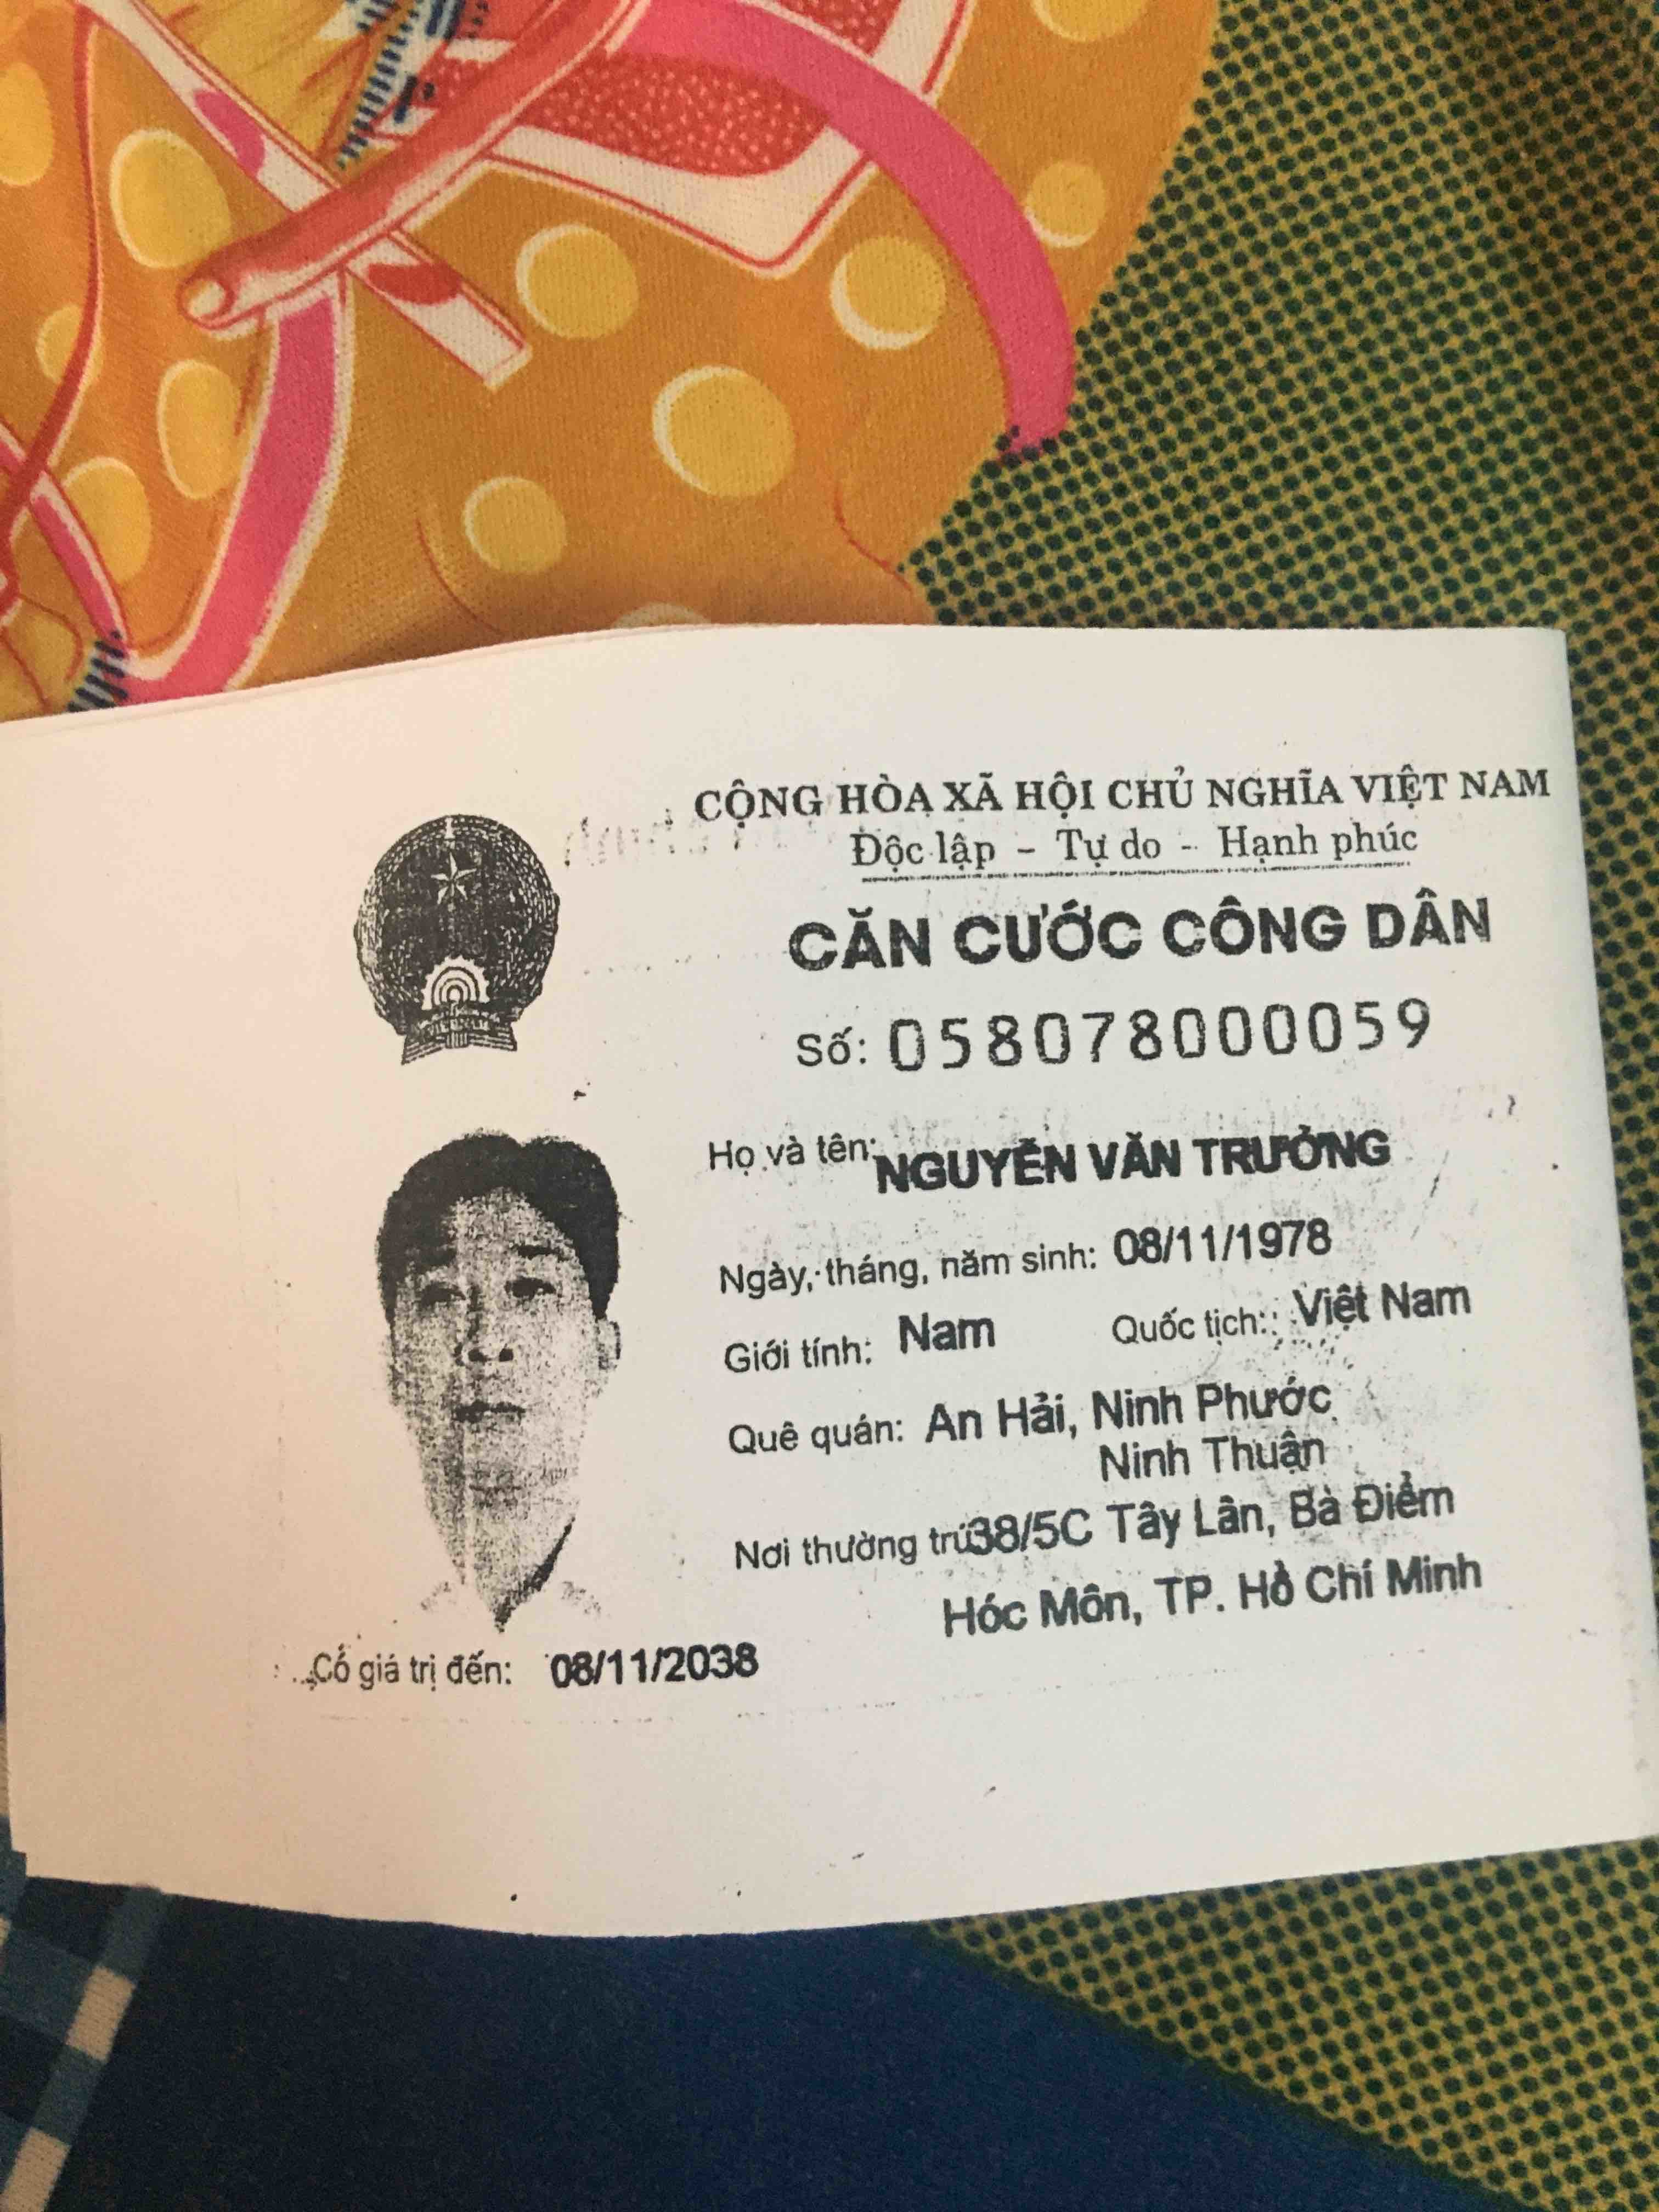 CỘNG HÒA XÃ HỘI CHỦ NGHĨA VIỆT NAM
Độc lập - Tự do - Hạnh phúc
CĂN CƯỚC CÔNG DÂN
Số: 058078000059
Họ và tên: NGUYỄN VĂN TRƯỞNG
Ngày, tháng, năm sinh: 08/11/1978
Giới tính: Nam Quốc tịch: Việt Nam
Quê quán: An Hải, Ninh Phước
Ninh Thuận
Nơi thường trú: 38/5C Tây Lân, Bà Điểm
Hóc Môn, TP. Hồ Chí Minh
Có giá trị đến: 08/11/2038